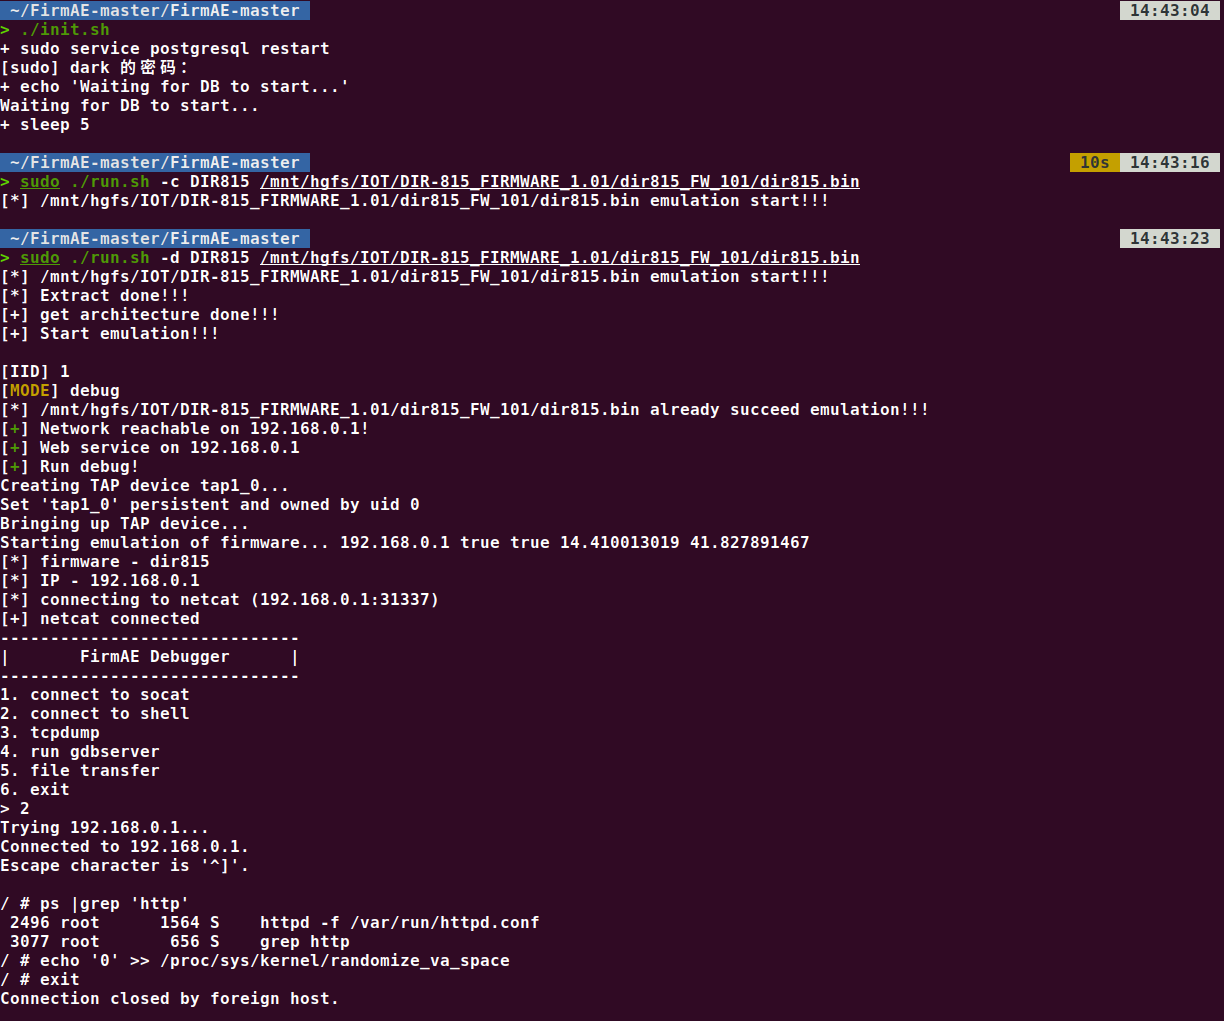 ~/FirmAE-master/FirmAE-master 14:43:04
> ./init.sh
+ sudo service postgresql restart
[sudo] dark 的密码：
+ echo 'Waiting for DB to start...'
Waiting for DB to start...
+ sleep 5
~/FirmAE-master/FirmAE-master 10s 14:43:16
> sudo ./run.sh -c DIR815 /mnt/hgfs/IOT/DIR-815_FIRMWARE_1.01/dir815_FW_101/dir815.bin
[*] /mnt/hgfs/IOT/DIR-815_FIRMWARE_1.01/dir815_FW_101/dir815.bin emulation start!!!
~/FirmAE-master/FirmAE-master 14:43:23
> sudo ./run.sh -d DIR815 /mnt/hgfs/IOT/DIR-815_FIRMWARE_1.01/dir815_FW_101/dir815.bin
[*] /mnt/hgfs/IOT/DIR-815_FIRMWARE_1.01/dir815_FW_101/dir815.bin emulation start!!!
[*] Extract done!!!
[+] get architecture done!!!
[+] Start emulation!!!
[IID] 1
[MODE] debug
[*] /mnt/hgfs/IOT/DIR-815_FIRMWARE_1.01/dir815_FW_101/dir815.bin already succeed emulation!!!
[+] Network reachable on 192.168.0.1!
[+] Web service on 192.168.0.1
[+] Run debug!
Creating TAP device tap1_0...
Set 'tap1_0' persistent and owned by uid 0
Bringing up TAP device...
Starting emulation of firmware... 192.168.0.1 true true 14.410013019 41.827891467
[*] firmware - dir815
[*] IP - 192.168.0.1
[*] connecting to netcat (192.168.0.1:31337)
[+] netcat connected
------------------------------
|       FirmAE Debugger      |
------------------------------
1. connect to socat
2. connect to shell
3. tcpdump
4. run gdbserver
5. file transfer
6. exit
> 2
Trying 192.168.0.1...
Connected to 192.168.0.1.
Escape character is '^]'.
/ # ps |grep 'http'
2496 root      1564 S    httpd -f /var/run/httpd.conf
3077 root       656 S    grep http
/ # echo '0' >> /proc/sys/kernel/randomize_va_space
/ # exit
Connection closed by foreign host.